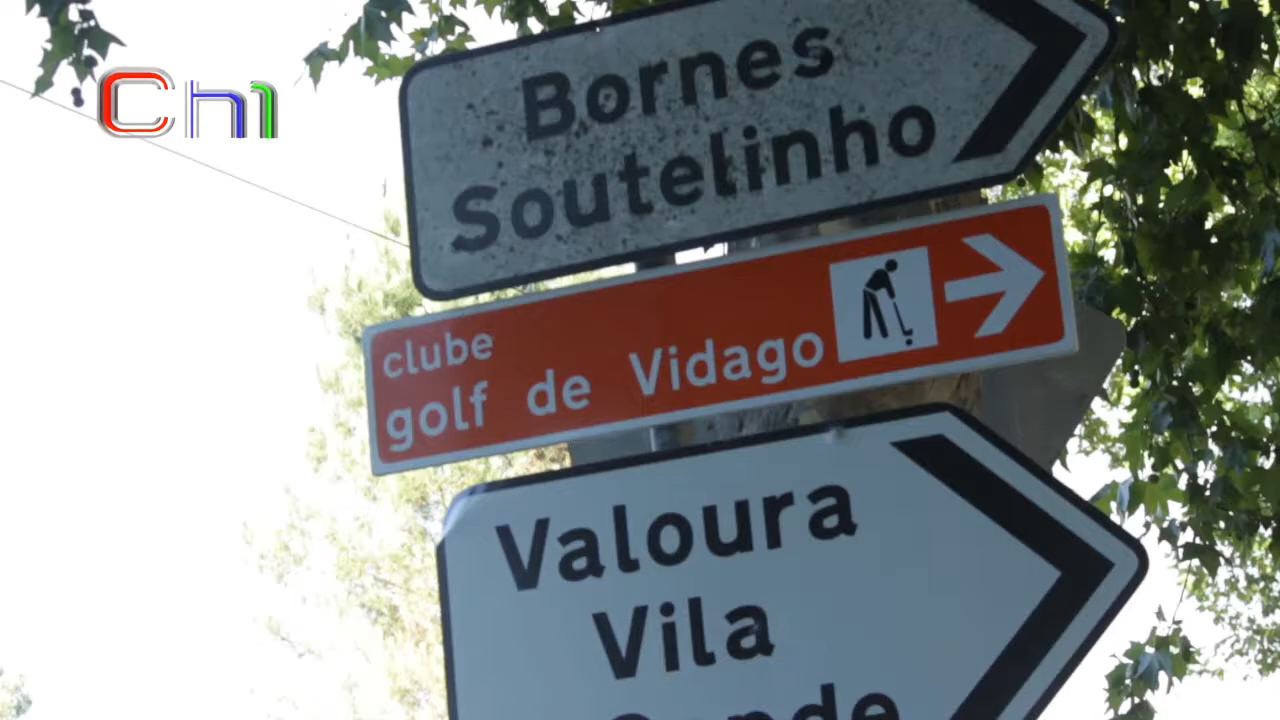 Ch1
Bornes
Soutelinho
clube
golf de Vidago
Valoura
Vila